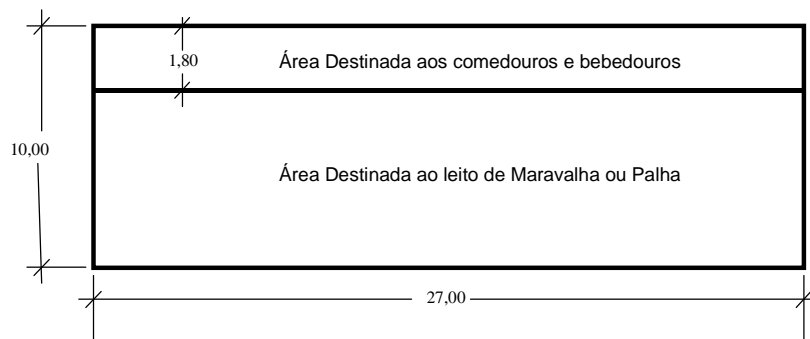 1,80
Área Destinada aos comedouros e bebedouros
10,00
Área Destinada ao leito de Maravalha ou Palha
27,00